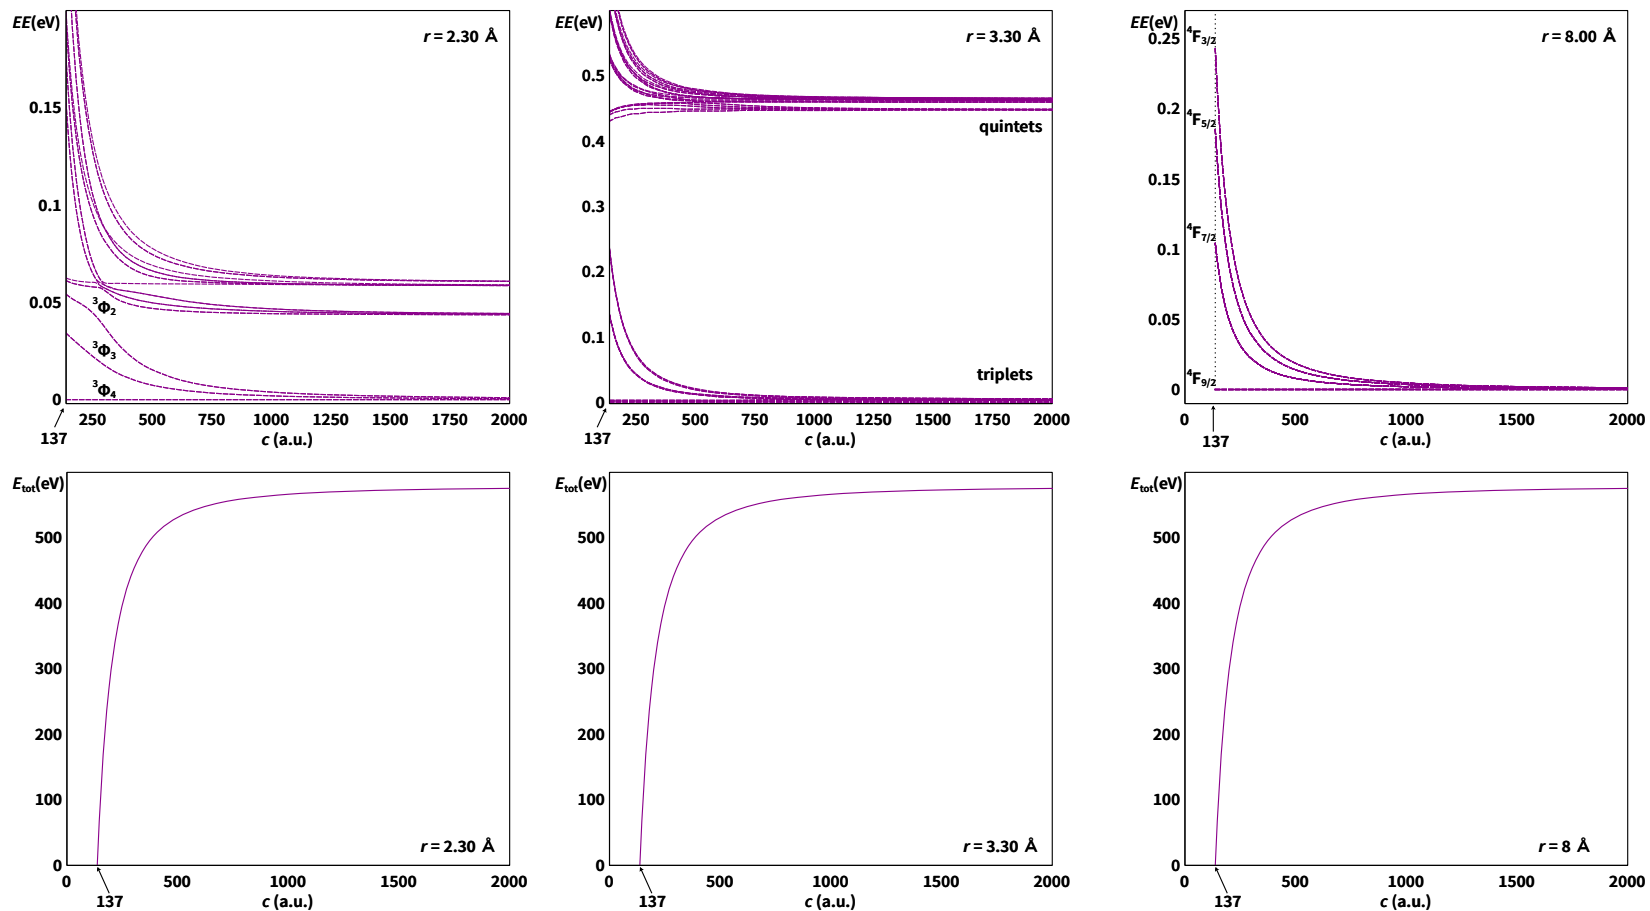 EE(eV)
r = 2.30 Å
0.15
0.1
0.05
0
³Φ₂
³Φ₃
³Φ₄
250 500 750 1000 1250 1500 1750 2000
137
c (a.u.)
EE(eV)
r = 3.30 Å
0.5
0.4
0.3
0.2
0.1
0
quintets
triplets
250 500 750 1000 1250 1500 1750 2000
137
c (a.u.)
EE(eV)
r = 8.00 Å
0.25
0.2
0.15
0.1
0.05
0
⁴F₃/₂
⁴F₅/₂
⁴F₇/₂
⁴F₉/₂
0 500 1000 1500 2000
137
c (a.u.)
Etot(eV)
500
400
300
200
100
0
r = 2.30 Å
0 500 1000 1500 2000
137
c (a.u.)
Etot(eV)
500
400
300
200
100
0
r = 3.30 Å
0 500 1000 1500 2000
137
c (a.u.)
Etot(eV)
500
400
300
200
100
0
r = 8 Å
0 500 1000 1500 2000
137
c (a.u.)